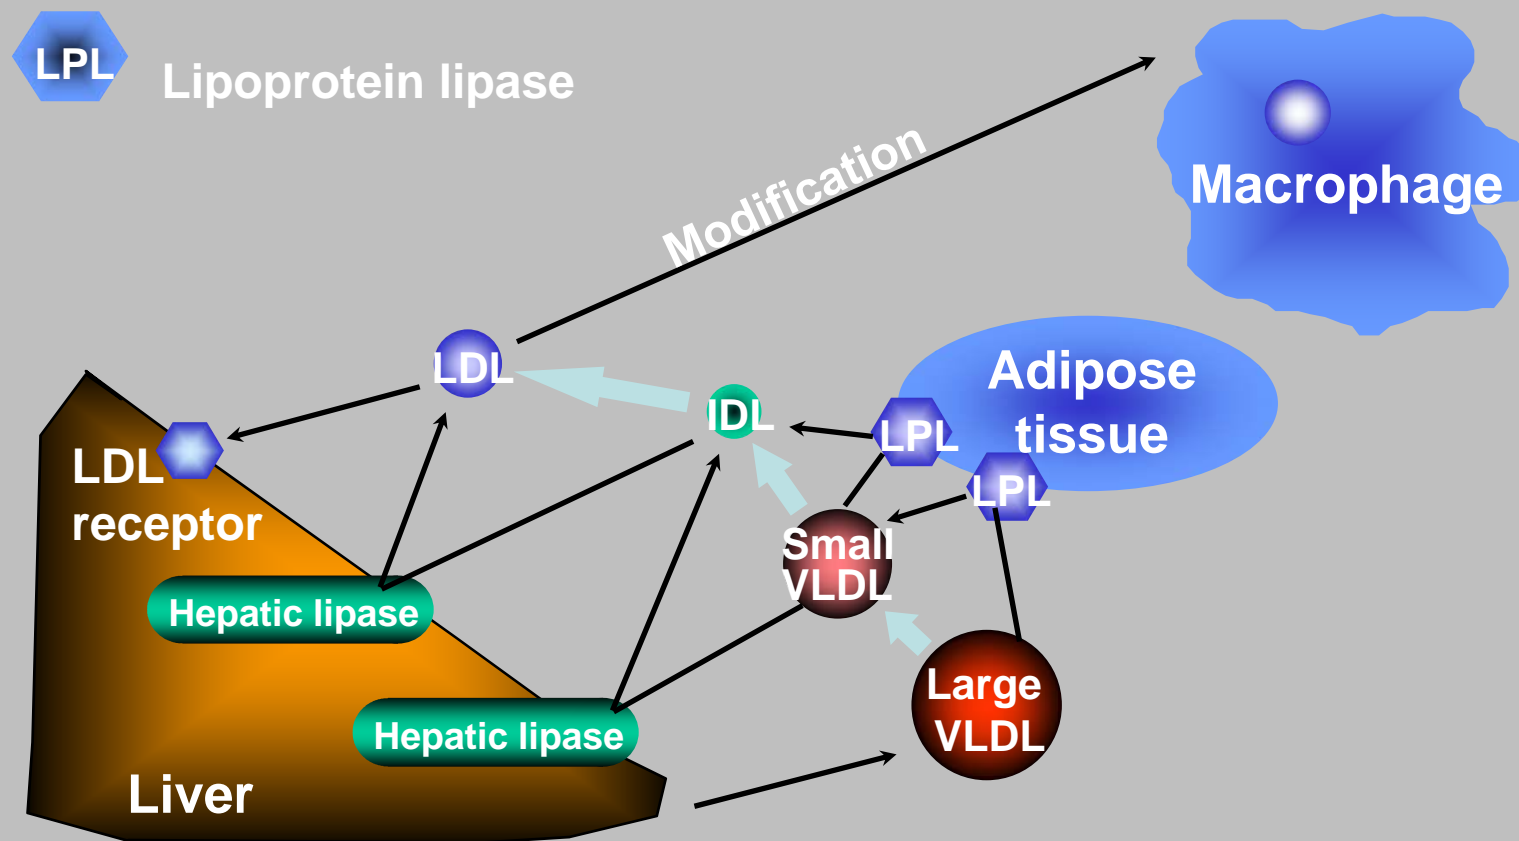 LPL
Lipoprotein lipase
Modification
Macrophage
LDL
IDL
Adipose
tissue
LPL
LPL
LDL
receptor
Small
VLDL
Hepatic lipase
Large
VLDL
Hepatic lipase
Liver